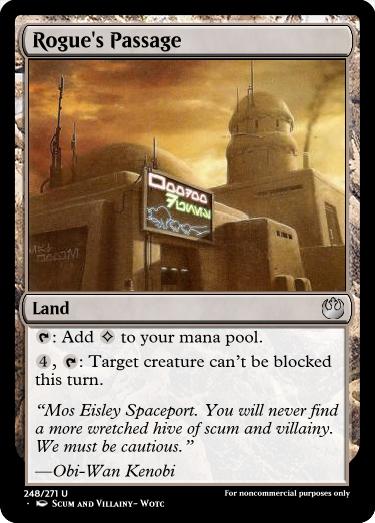 Rogue's Passage
Land
: Add to your mana pool.
4, : Target creature can't be blocked
this turn.
“Mos Eisley Spaceport. You will never find
a more wretched hive of scum and villainy.
We must be cautious.”
—Obi-Wan Kenobi
248/271 U
For noncommercial purposes only
· Scum and Villainy- Wotc